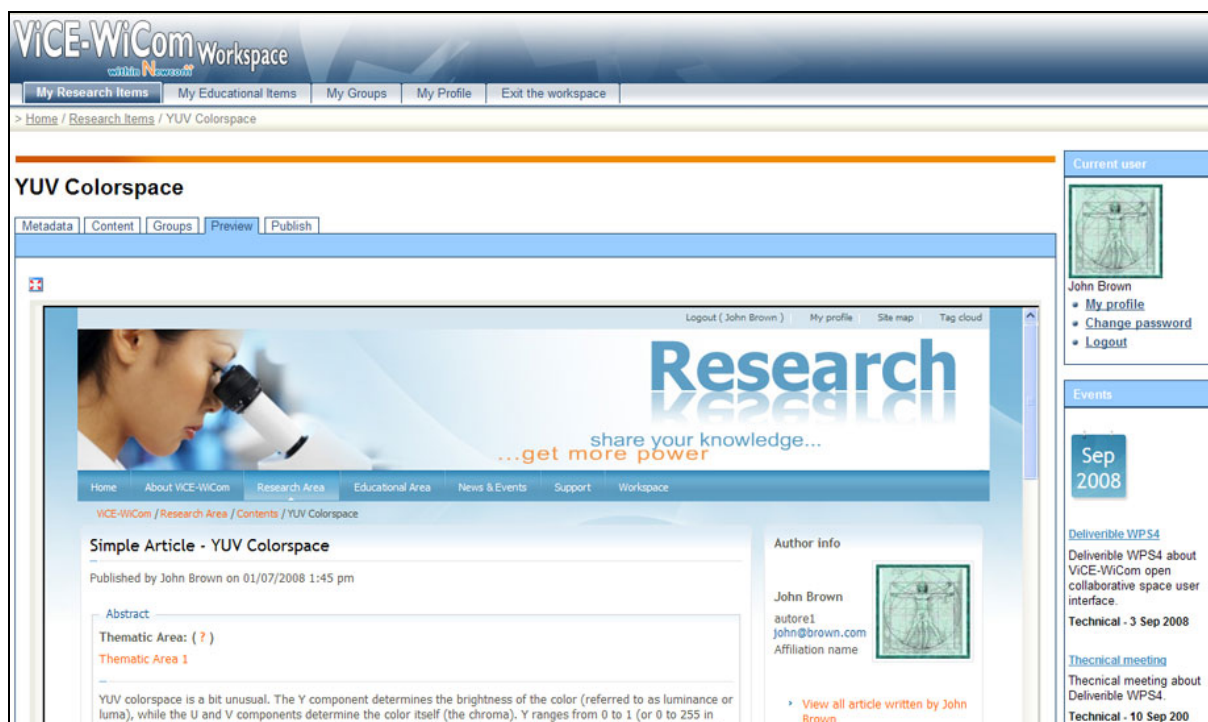 ViCE-WiCom Workspace
within Newcom
My Research Items My Educational Items My Groups My Profile Exit the workspace
> Home / Research Items / YUV Colorspace
YUV Colorspace
Metadata Content Groups Preview Publish
Logout ( John Brown ) My profile Site map Tag cloud
Research
share your knowledge...
...get more power
Home About ViCE-WiCom Research Area Educational Area News & Events Support Workspace
ViCE-WiCom / Research Area / Contents / YUV Colorspace
Simple Article - YUV Colorspace
Published by John Brown on 01/07/2008 1:45 pm
Abstract
Thematic Area: ( ? )
Thematic Area 1
YUV colorspace is a bit unusual. The Y component determines the brightness of the color (referred to as luminance or
luma), while the U and V components determine the color itself (the chroma). Y ranges from 0 to 1 (or 0 to 255 in
Author info
John Brown
autore1
john@brown.com
Affiliation name
View all article written by John
Brown
Current user
John Brown
My profile
Change password
Logout
Events
Sep
2008
Deliverible WPS4
Deliverible WPS4 about
ViCE-WiCom open
collaborative space user
interface.
Technical - 3 Sep 2008
Thecnical meeting
Thecnical meeting about
Deliverible WPS4.
Technical - 10 Sep 200